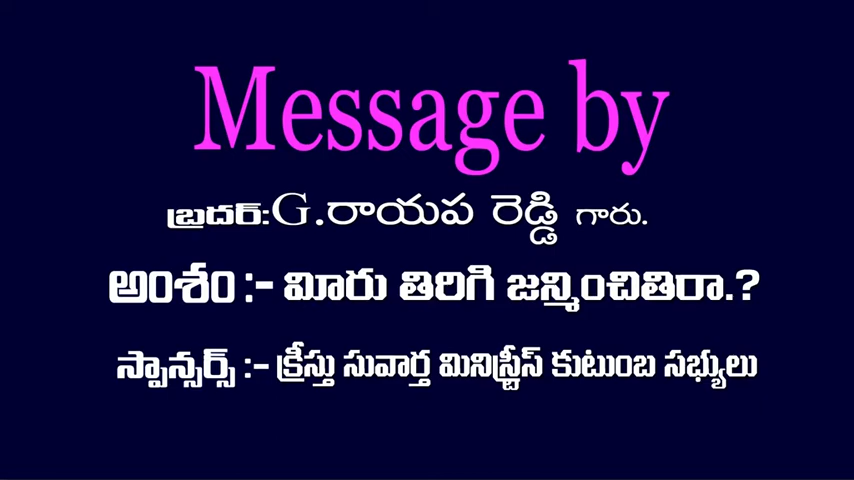 Message by
బ్రదర్:G.రాయప రెడ్డి గారు.
అంశం :- మీరు తిరిగి జన్మించితిరా.?
స్పాన్సర్స్ :- క్రీస్తు సువార్త మినిస్ట్రీస్ కుటుంబ సభ్యులు